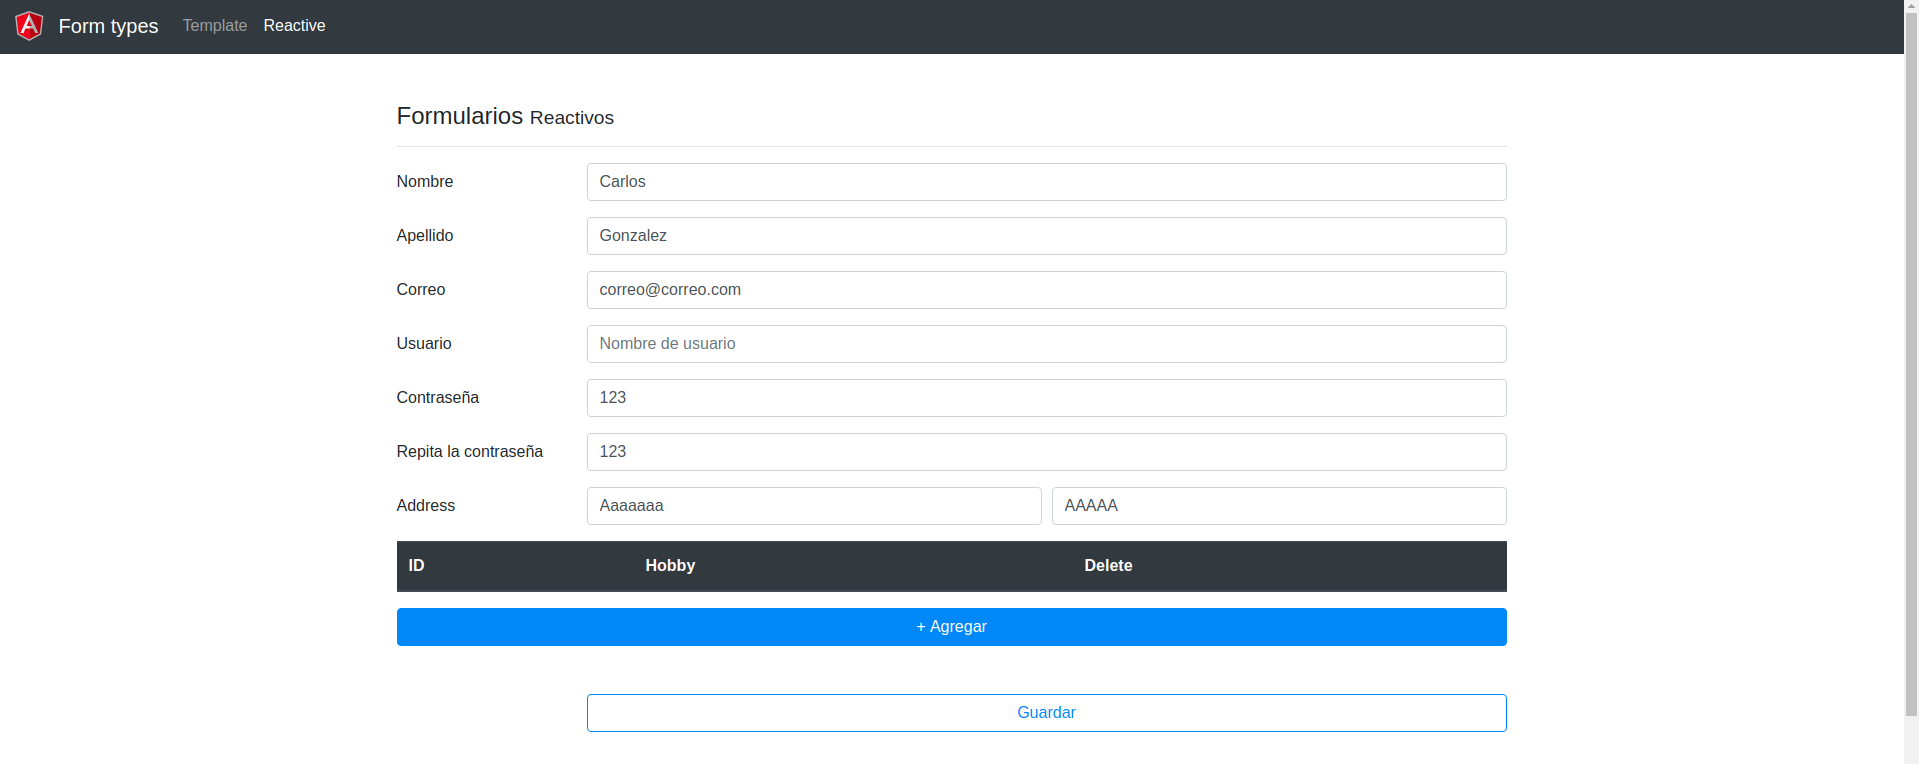 Form types Template Reactive
Formularios Reactivos
Nombre Carlos
Apellido Gonzalez
Correo correo@correo.com
Usuario Nombre de usuario
Contraseña 123
Repita la contraseña 123
Address Aaaaaaa AAAAA
ID Hobby Delete
+ Agregar
Guardar